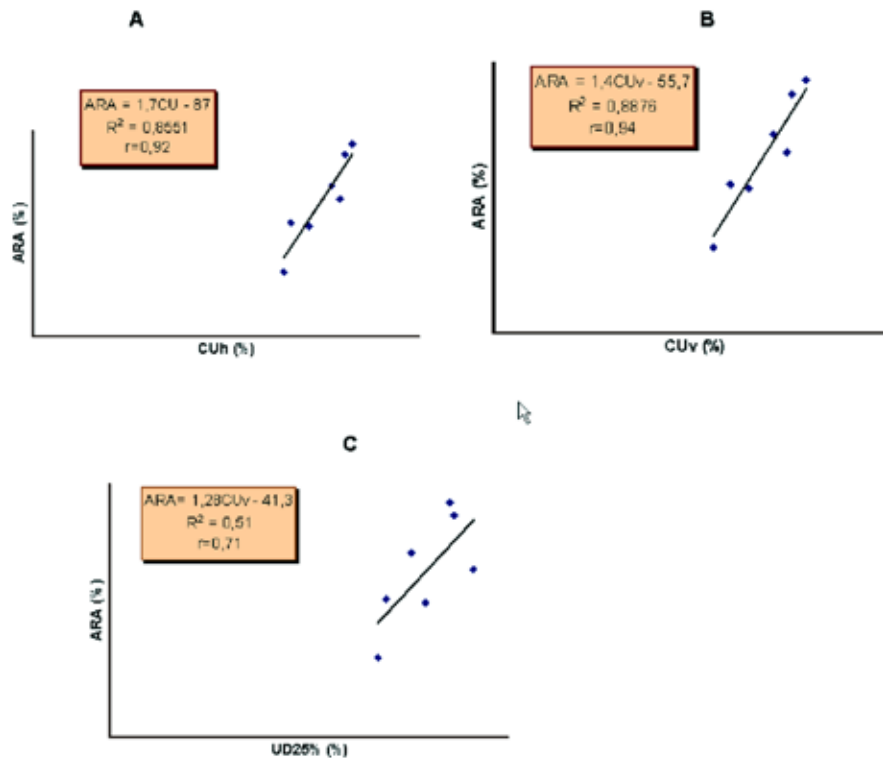 A
ARA = 1,7CU - 87
R² = 0,8551
r=0,92
ARA (%)
CUh (%)
B
ARA = 1,4CUv - 55,7
R² = 0,8876
r=0,94
ARA (%)
CUv (%)
C
ARA= 1,28CUv - 41,3
R² = 0,51
r=0,71
ARA (%)
UD25% (%)